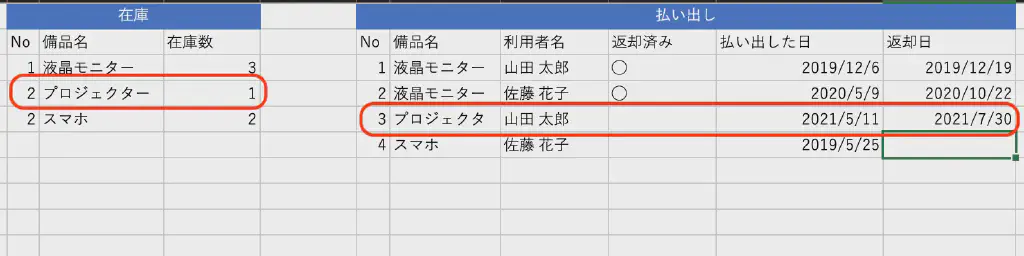 在庫 払い出し
No 備品名 在庫数 No 備品名 利用者名 返却済み 払い出した日 返却日
1 液晶モニター 3 1 液晶モニター 山田 太郎 〇 2019/12/6 2019/12/19
2 プロジェクター 1 2 液晶モニター 佐藤 花子 〇 2020/5/9 2020/10/22
2 スマホ 2 3 プロジェクタ 山田 太郎 2021/5/11 2021/7/30
4 スマホ 佐藤 花子 2019/5/25